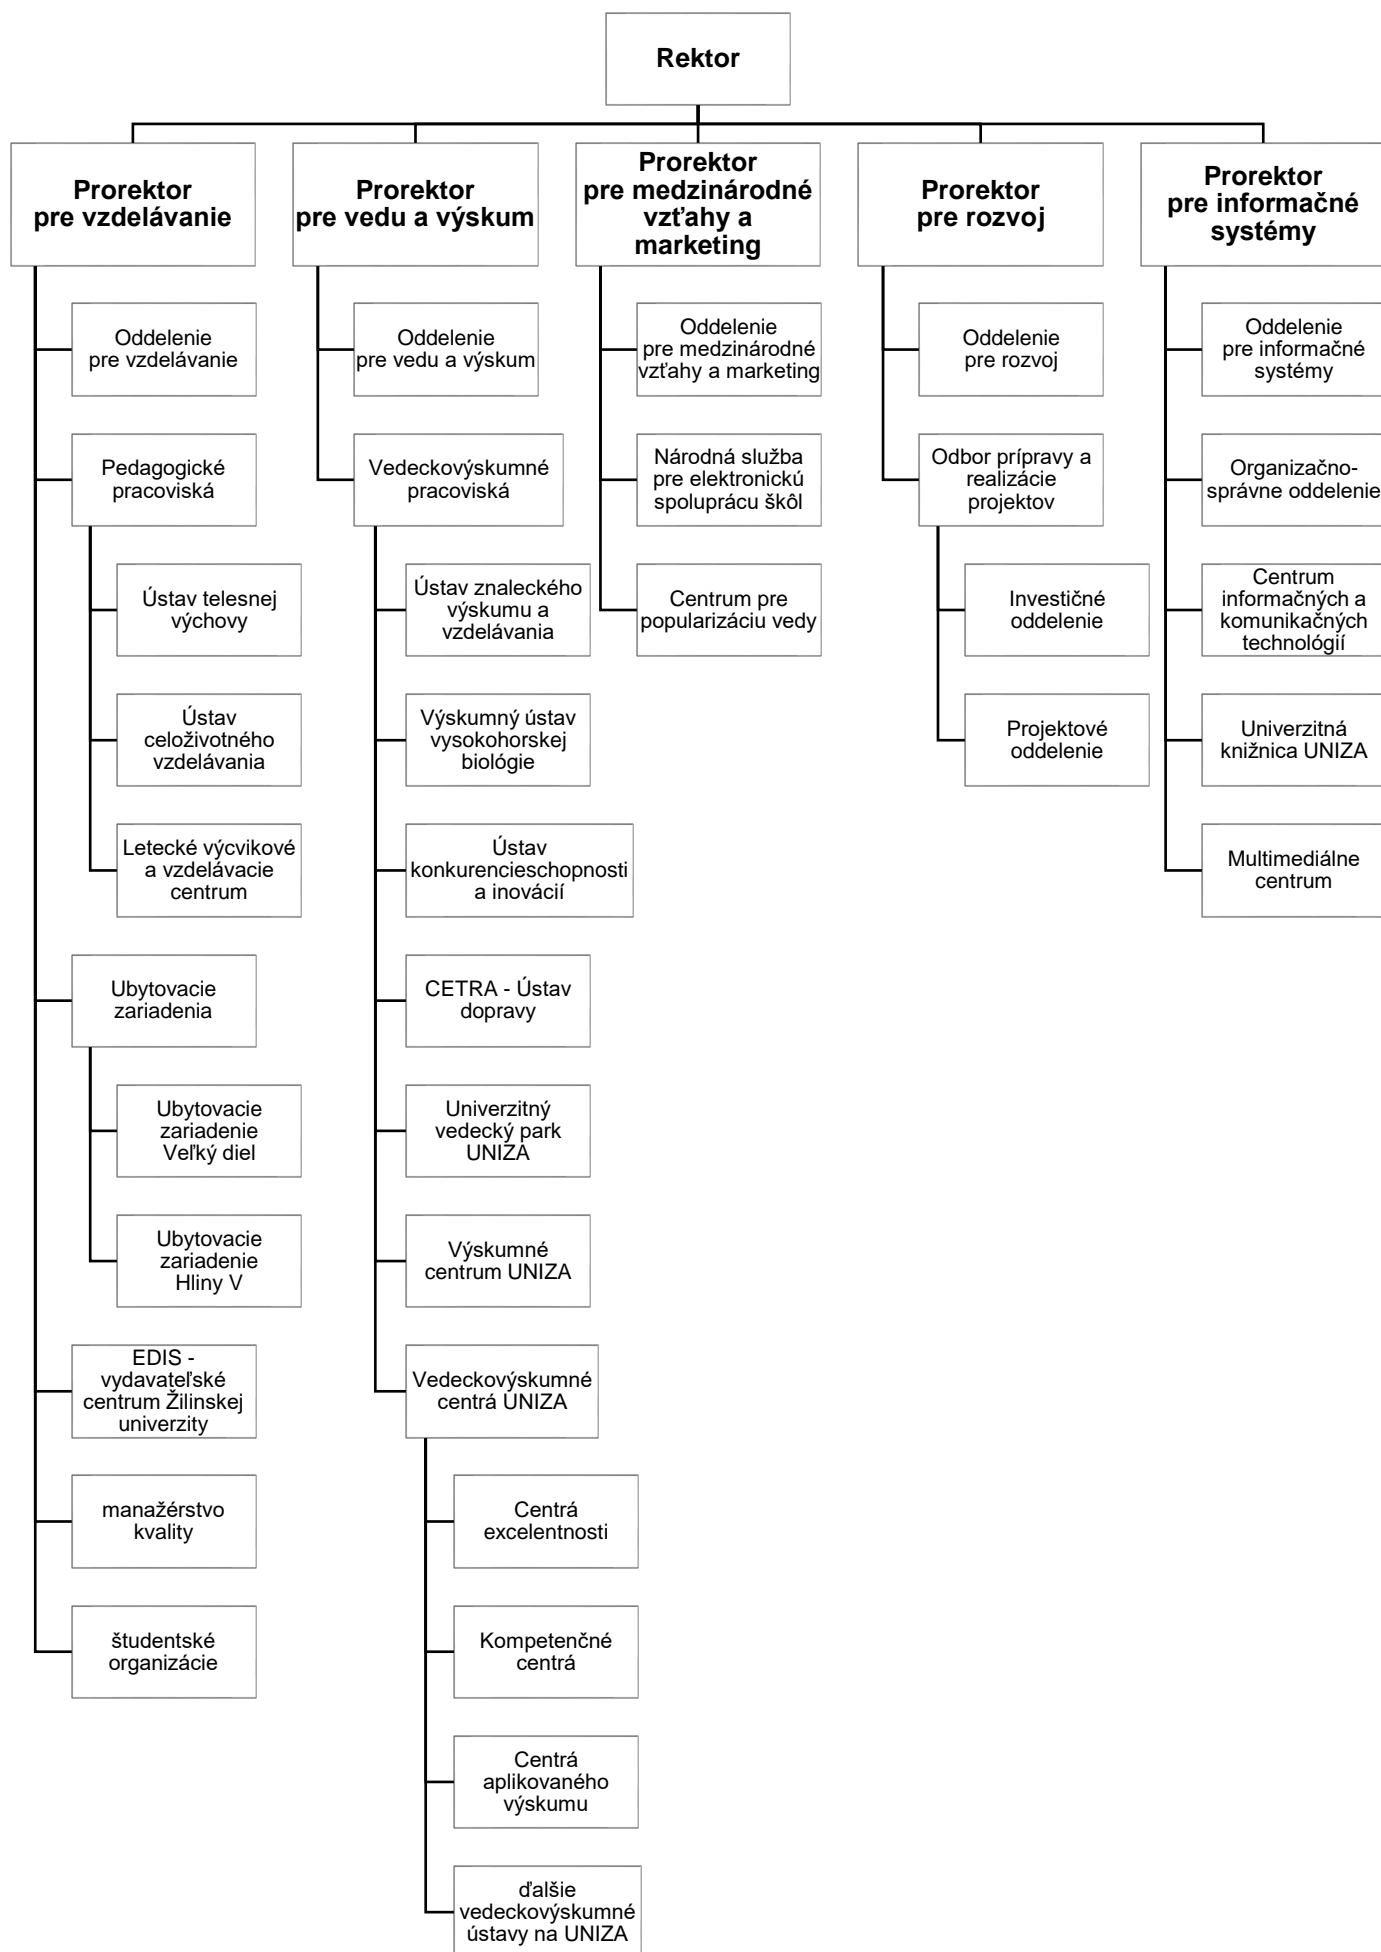 Rektor
Prorektor
pre vzdelávanie
Prorektor
pre vedu a výskum
Prorektor
pre medzinárodné
vzťahy a
marketing
Prorektor
pre rozvoj
Prorektor
pre informačné
systémy
Oddelenie
pre vzdelávanie
Pedagogické
pracoviská
Ústav telesnej
výchovy
Ústav
celoživotného
vzdelávania
Letecké výcvikové
a vzdelávacie
centrum
Ubytovacie
zariadenia
Ubytovacie
zariadenie
Veľký diel
Ubytovacie
zariadenie
Hliny V
EDIS -
vydavateľské
centrum Žilinskej
univerzity
manažérstvo
kvality
študentské
organizácie
Oddelenie
pre vedu a výskum
Vedeckovýskumné
pracoviská
Ústav znaleckého
výskumu a
vzdelávania
Výskumný ústav
vysokohorskej
biológie
Ústav
konkurencieschopnosti
a inovácií
CETRA - Ústav
dopravy
Univerzitný
vedecký park
UNIZA
Výskumné
centrum UNIZA
Vedeckovýskumné
centrá UNIZA
Centrá
excelentnosti
Kompetenčné
centrá
Centrá
aplikovaného
výskumu
ďalšie
vedeckovýskumné
ústavy na UNIZA
Oddelenie
pre medzinárodné
vzťahy a marketing
Národná služba
pre elektronickú
spoluprácu škôl
Centrum pre
popularizáciu vedy
Oddelenie
pre rozvoj
Odbor prípravy a
realizácie
projektov
Investičné
oddelenie
Projektové
oddelenie
Oddelenie
pre informačné
systémy
Organizačno-
správne oddelenie
Centrum
informačných a
komunikačných
technológií
Univerzitná
knižnica UNIZA
Multimediálne
centrum